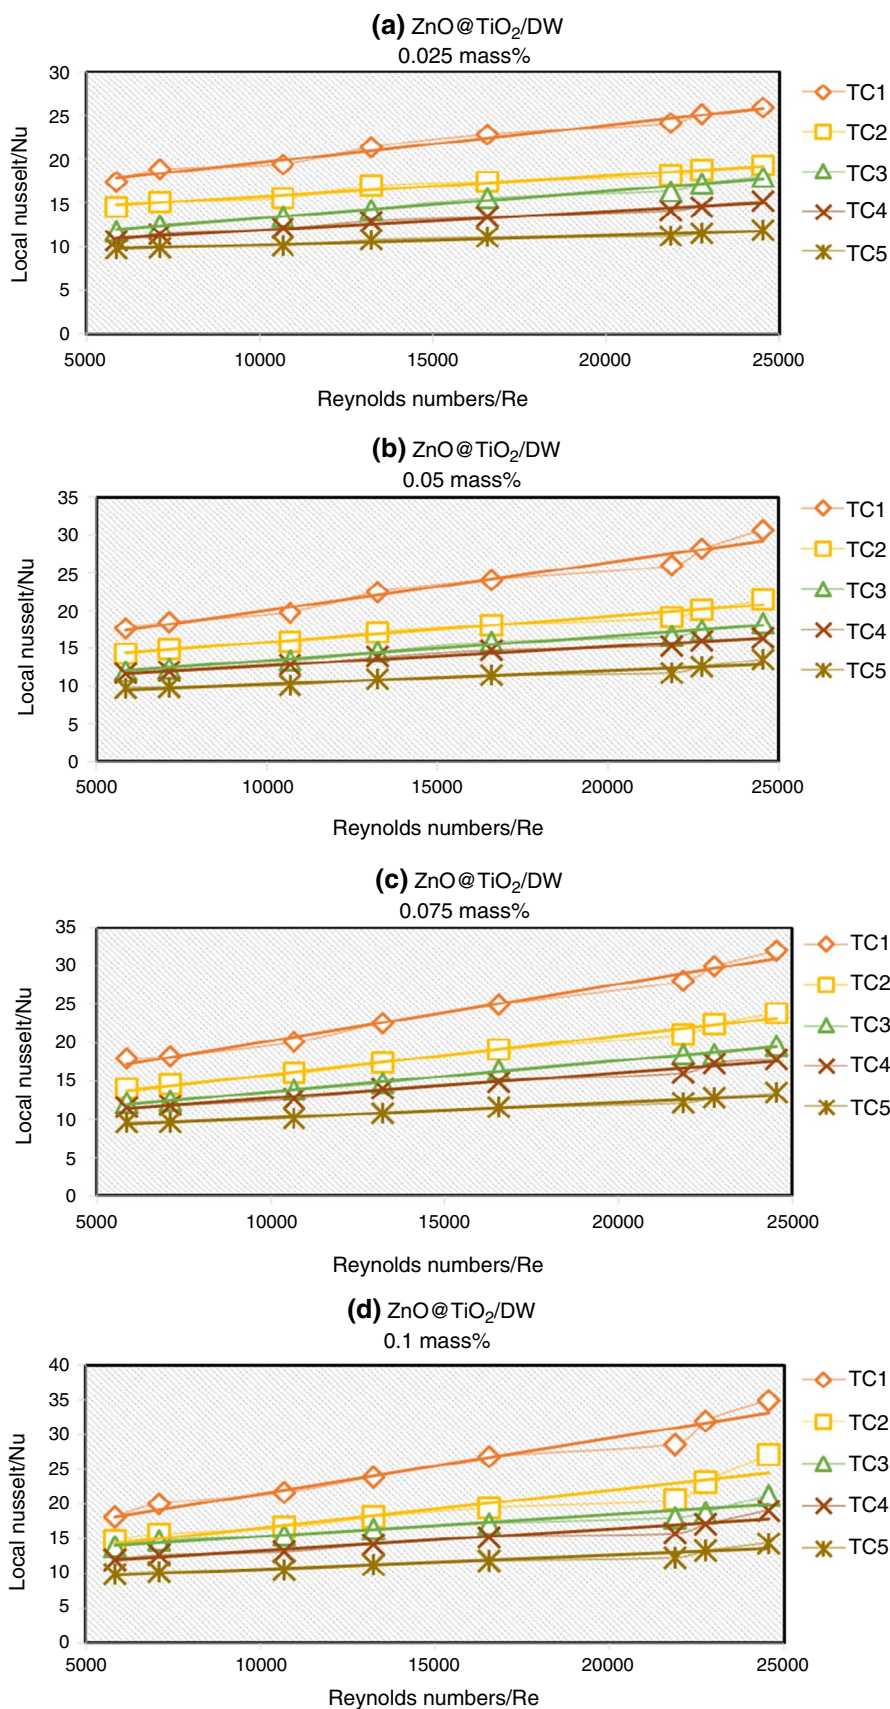 (a) ZnO@TiO₂/DW
0.025 mass%
30
25
20
15
10
5
0
5000 10000 15000 20000 25000
Local nusselt/Nu
Reynolds numbers/Re
TC1
TC2
TC3
TC4
TC5
(b) ZnO@TiO₂/DW
0.05 mass%
35
30
25
20
15
10
5
0
5000 10000 15000 20000 25000
Local nusselt/Nu
Reynolds numbers/Re
TC1
TC2
TC3
TC4
TC5
(c) ZnO@TiO₂/DW
0.075 mass%
35
30
25
20
15
10
5
0
5000 10000 15000 20000 25000
Local nusselt/Nu
Reynolds numbers/Re
TC1
TC2
TC3
TC4
TC5
(d) ZnO@TiO₂/DW
0.1 mass%
40
35
30
25
20
15
10
5
0
5000 10000 15000 20000 25000
Local nusselt/Nu
Reynolds numbers/Re
TC1
TC2
TC3
TC4
TC5